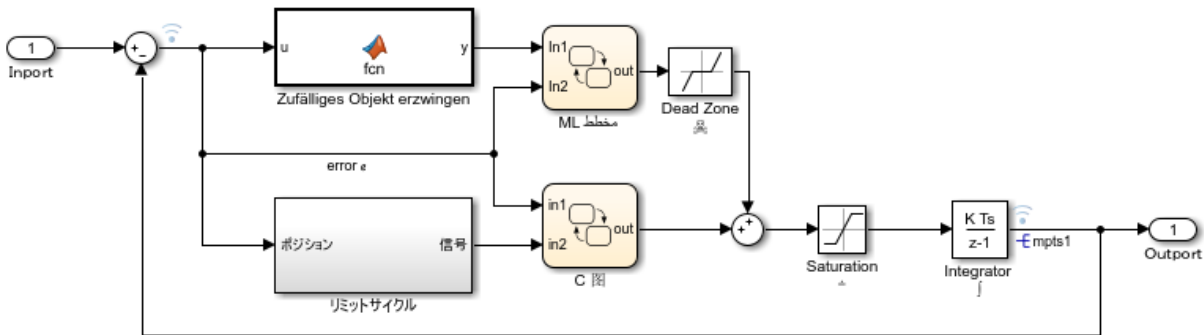 1
Inport
u
fcn
y
Zufälliges Objekt erzwingen
In1
In2
out
ML مخطط
Dead Zone
error e
ポジション
信号
リミットサイクル
in1
in2
out
C 图
Saturation
K Ts
z-1
mpts1
Integrator
∫
1
Outport